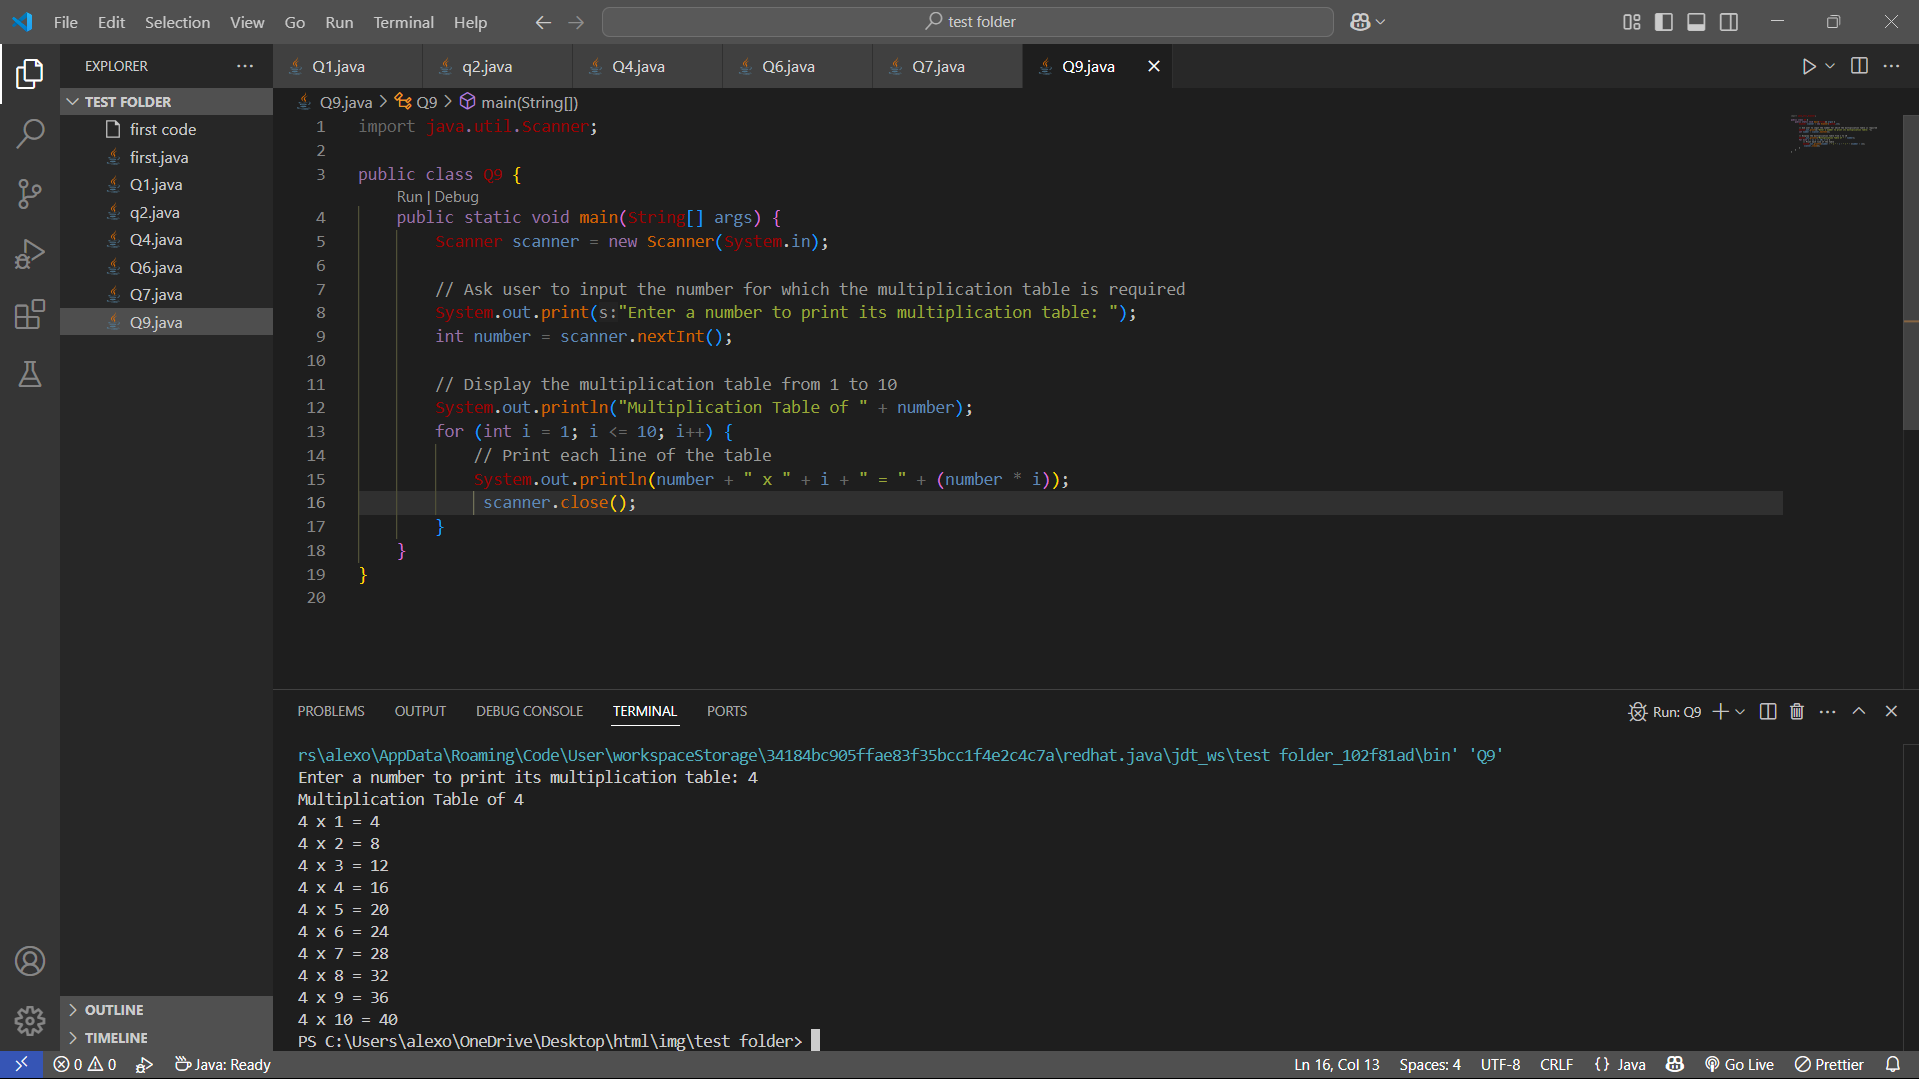 File Edit Selection View Go Run Terminal Help
test folder
EXPLORER
Q1.java q2.java Q4.java Q6.java Q7.java Q9.java
TEST FOLDER
first code
first.java
Q1.java
q2.java
Q4.java
Q6.java
Q7.java
Q9.java
OUTLINE
TIMELINE
Q9.java > Q9 > main(String[])
1 import java.util.Scanner;
2
3 public class Q9 {
Run | Debug
4 public static void main(String[] args) {
5 Scanner scanner = new Scanner(System.in);
6
7 // Ask user to input the number for which the multiplication table is required
8 System.out.print(s:"Enter a number to print its multiplication table: ");
9 int number = scanner.nextInt();
10
11 // Display the multiplication table from 1 to 10
12 System.out.println("Multiplication Table of " + number);
13 for (int i = 1; i <= 10; i++) {
14 // Print each line of the table
15 System.out.println(number + " x " + i + " = " + (number * i));
16 scanner.close();
17 }
18 }
19 }
20
PROBLEMS OUTPUT DEBUG CONSOLE TERMINAL PORTS
Run: Q9
rs\alexo\AppData\Roaming\Code\User\workspaceStorage\34184bc905ffae83f35bcc1f4e2c4c7a\redhat.java\jdt_ws\test folder_102f81ad\bin' 'Q9'
Enter a number to print its multiplication table: 4
Multiplication Table of 4
4 x 1 = 4
4 x 2 = 8
4 x 3 = 12
4 x 4 = 16
4 x 5 = 20
4 x 6 = 24
4 x 7 = 28
4 x 8 = 32
4 x 9 = 36
4 x 10 = 40
PS C:\Users\alexo\OneDrive\Desktop\html\img\test folder>
0 0 Java: Ready
Ln 16, Col 13 Spaces: 4 UTF-8 CRLF {} Java Go Live Prettier